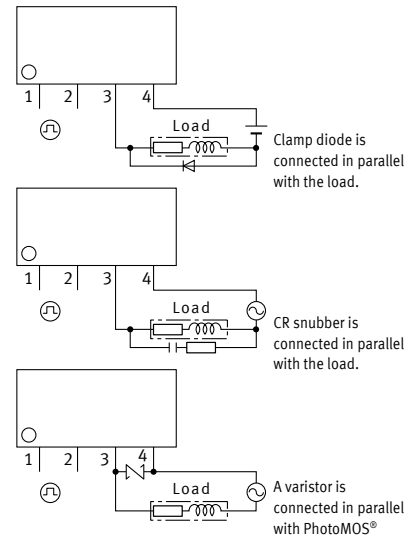 1 2 3 4
Load
Clamp diode is
connected in parallel
with the load.
1 2 3 4
Load
CR snubber is
connected in parallel
with the load.
1 2 3 4
Load
A varistor is
connected in parallel
with PhotoMOS®